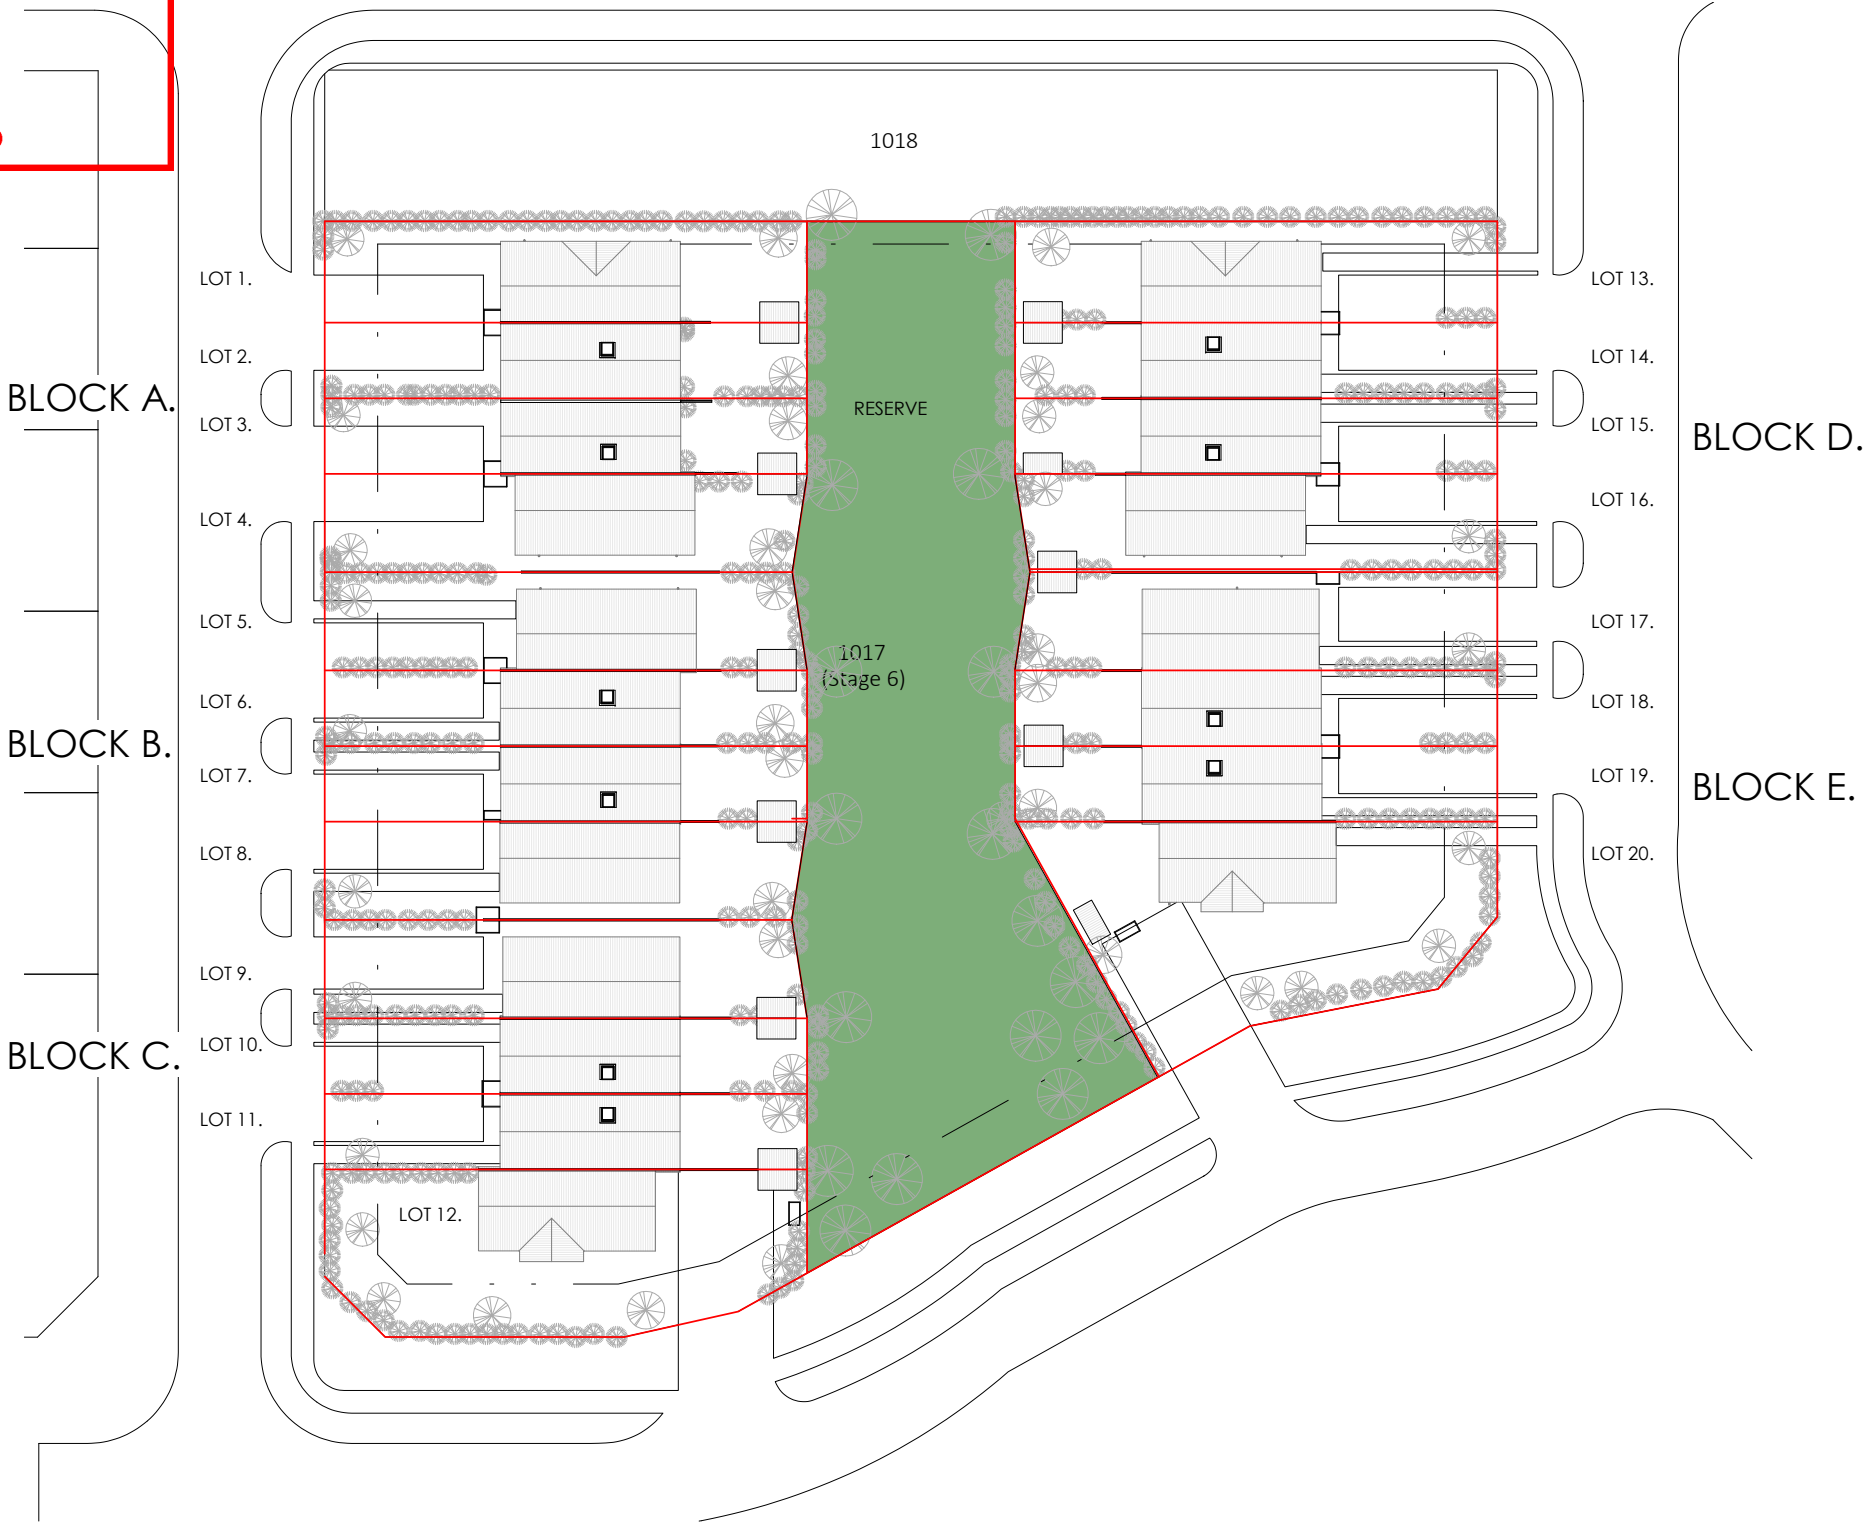 1018
LOT 1.
LOT 2.
BLOCK A.
LOT 3.
LOT 4.
LOT 5.
LOT 6.
BLOCK B.
LOT 7.
LOT 8.
LOT 9.
LOT 10.
BLOCK C.
LOT 11.
LOT 12.
RESERVE
1017
(Stage 6)
LOT 13.
LOT 14.
LOT 15.
BLOCK D.
LOT 16.
LOT 17.
LOT 18.
LOT 19.
BLOCK E.
LOT 20.